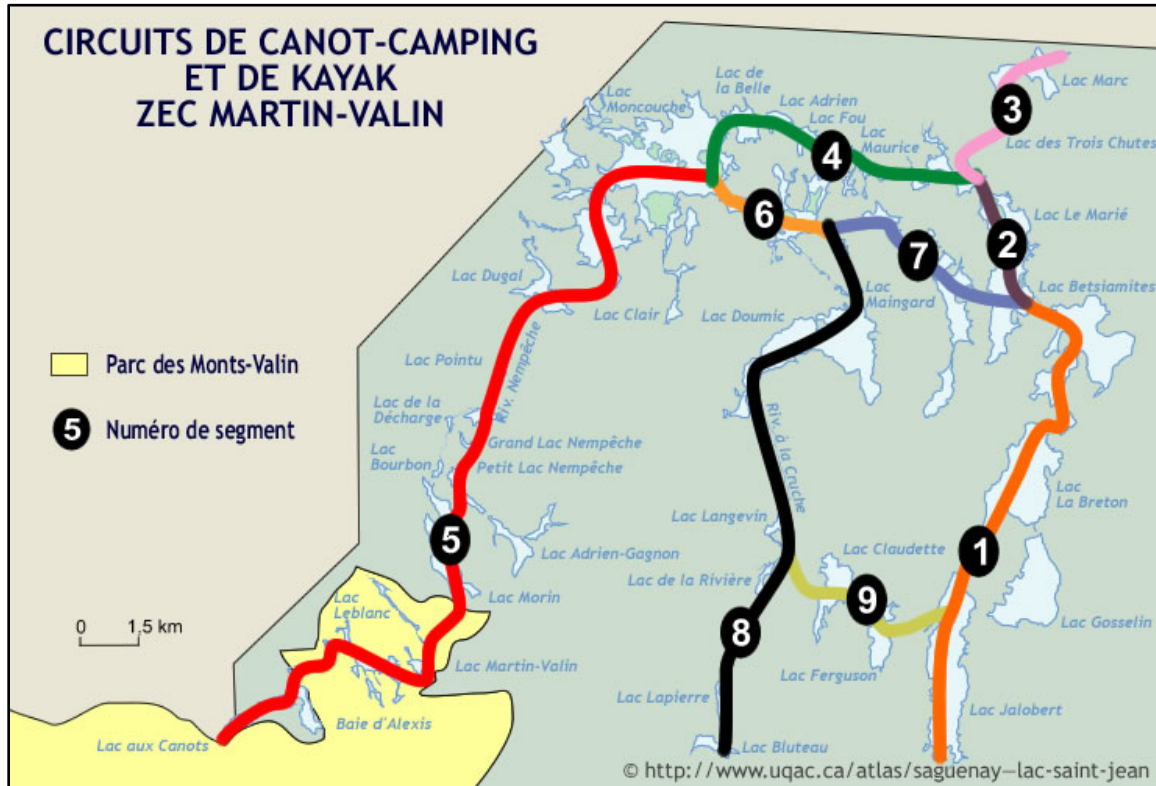 CIRCUITS DE CANOT-CAMPING
ET DE KAYAK
ZEC MARTIN-VALIN
Parc des Monts-Valin
5 Numéro de segment
0 1,5 km
Lac
Moncouche
Lac de
la Belle
Lac Adrien
Lac Fou
Lac
Maurice
Lac Marc
3
Lac des Trois Chutes
4
6
7
2
Lac Le Marié
Lac Betsiamites
Lac
Maingard
Lac Dugal
Lac Clair
Lac Doumic
Lac Pointu
Riv. Nempêche
Lac de la
Décharge
Grand Lac Nempêche
Lac
Bourbon
Petit Lac Nempêche
Riv. à la Cruche
Lac
La Breton
5
Lac Adrien-Gagnon
Lac Langevin
Lac Claudette
1
Lac de la Rivière
9
8
Lac Morin
Lac
Leblanc
Lac Gosselin
Lac Martin-Valin
Lac Ferguson
Lac Lapierre
Lac Jalobert
Baie d'Alexis
Lac aux Canots
Lac Bluteau
© http://www.uqac.ca/atlas/saguenay—lac-saint-jean